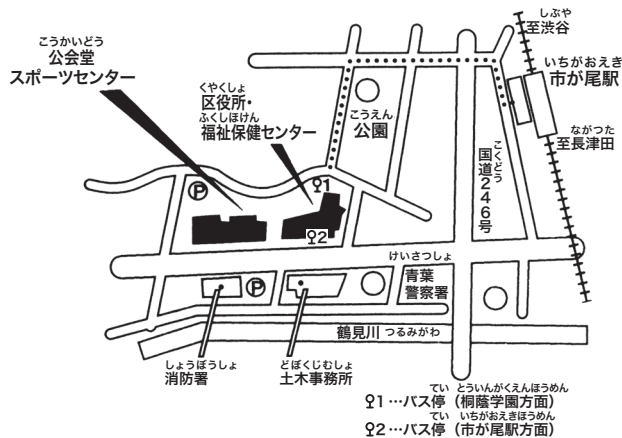 しぶや
至渋谷
いちがおえき
市が尾駅
ながつた
至長津田
こくどう
国道246号
こうかいどう
公会堂
スポーツセンター
くやくしょ
区役所・
ふくしほけん
福祉保健センター
こうえん
公園
P
1
2
けいさつしょ
青葉
警察署
P
鶴見川 つるみがわ
しょうぼうしょ
消防署
どぼくじむしょ
土木事務所
てい とういんがくえんほうめん
1…バス停(桐蔭学園方面)
てい いちがおえきほうめん
2…バス停(市が尾駅方面)